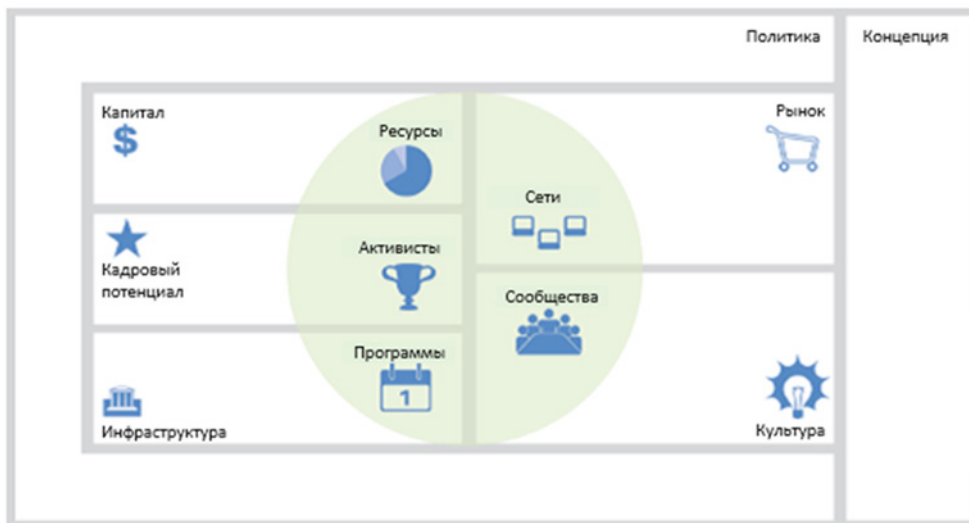 Политика
Концепция
Капитал
$
Ресурсы
Рынок
Сети
Активисты
Кадровый
потенциал
Сообщества
Программы
1
Инфраструктура
Культура